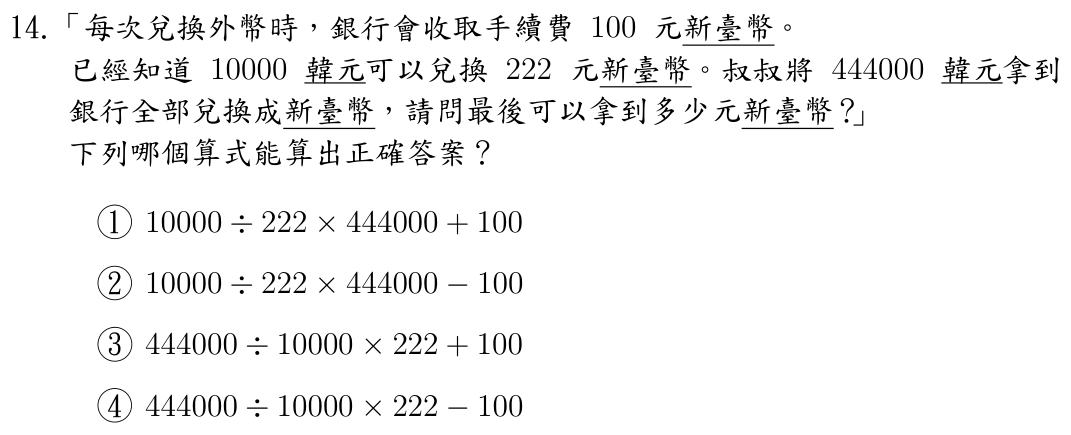 14.「每次兌換外幣時，銀行會收取手續費 100 元新臺幣。
已經知道 10000 韓元可以兌換 222 元新臺幣。叔叔將 444000 韓元拿到
銀行全部兌換成新臺幣，請問最後可以拿到多少元新臺幣？」
下列哪個算式能算出正確答案？
① 10000 ÷ 222 × 444000 + 100
② 10000 ÷ 222 × 444000 − 100
③ 444000 ÷ 10000 × 222 + 100
④ 444000 ÷ 10000 × 222 − 100